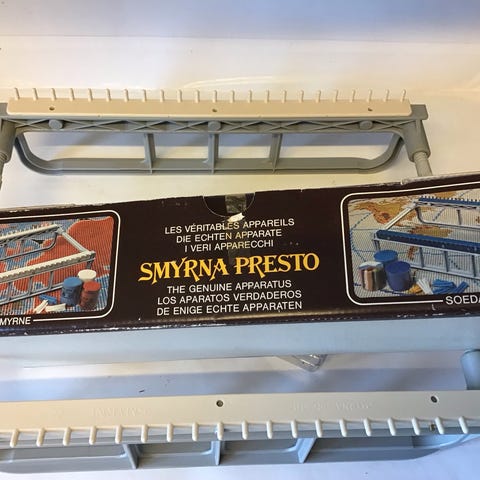 LES VÉRITABLES APPAREILS
DIE ECHTEN APPARATE
I VERI APPARECCHI
SMYRNA PRESTO
THE GENUINE APPARATUS
LOS APARATOS VERDADEROS
DE ENIGE ECHTE APPARATEN
MYRNE
SOEDA